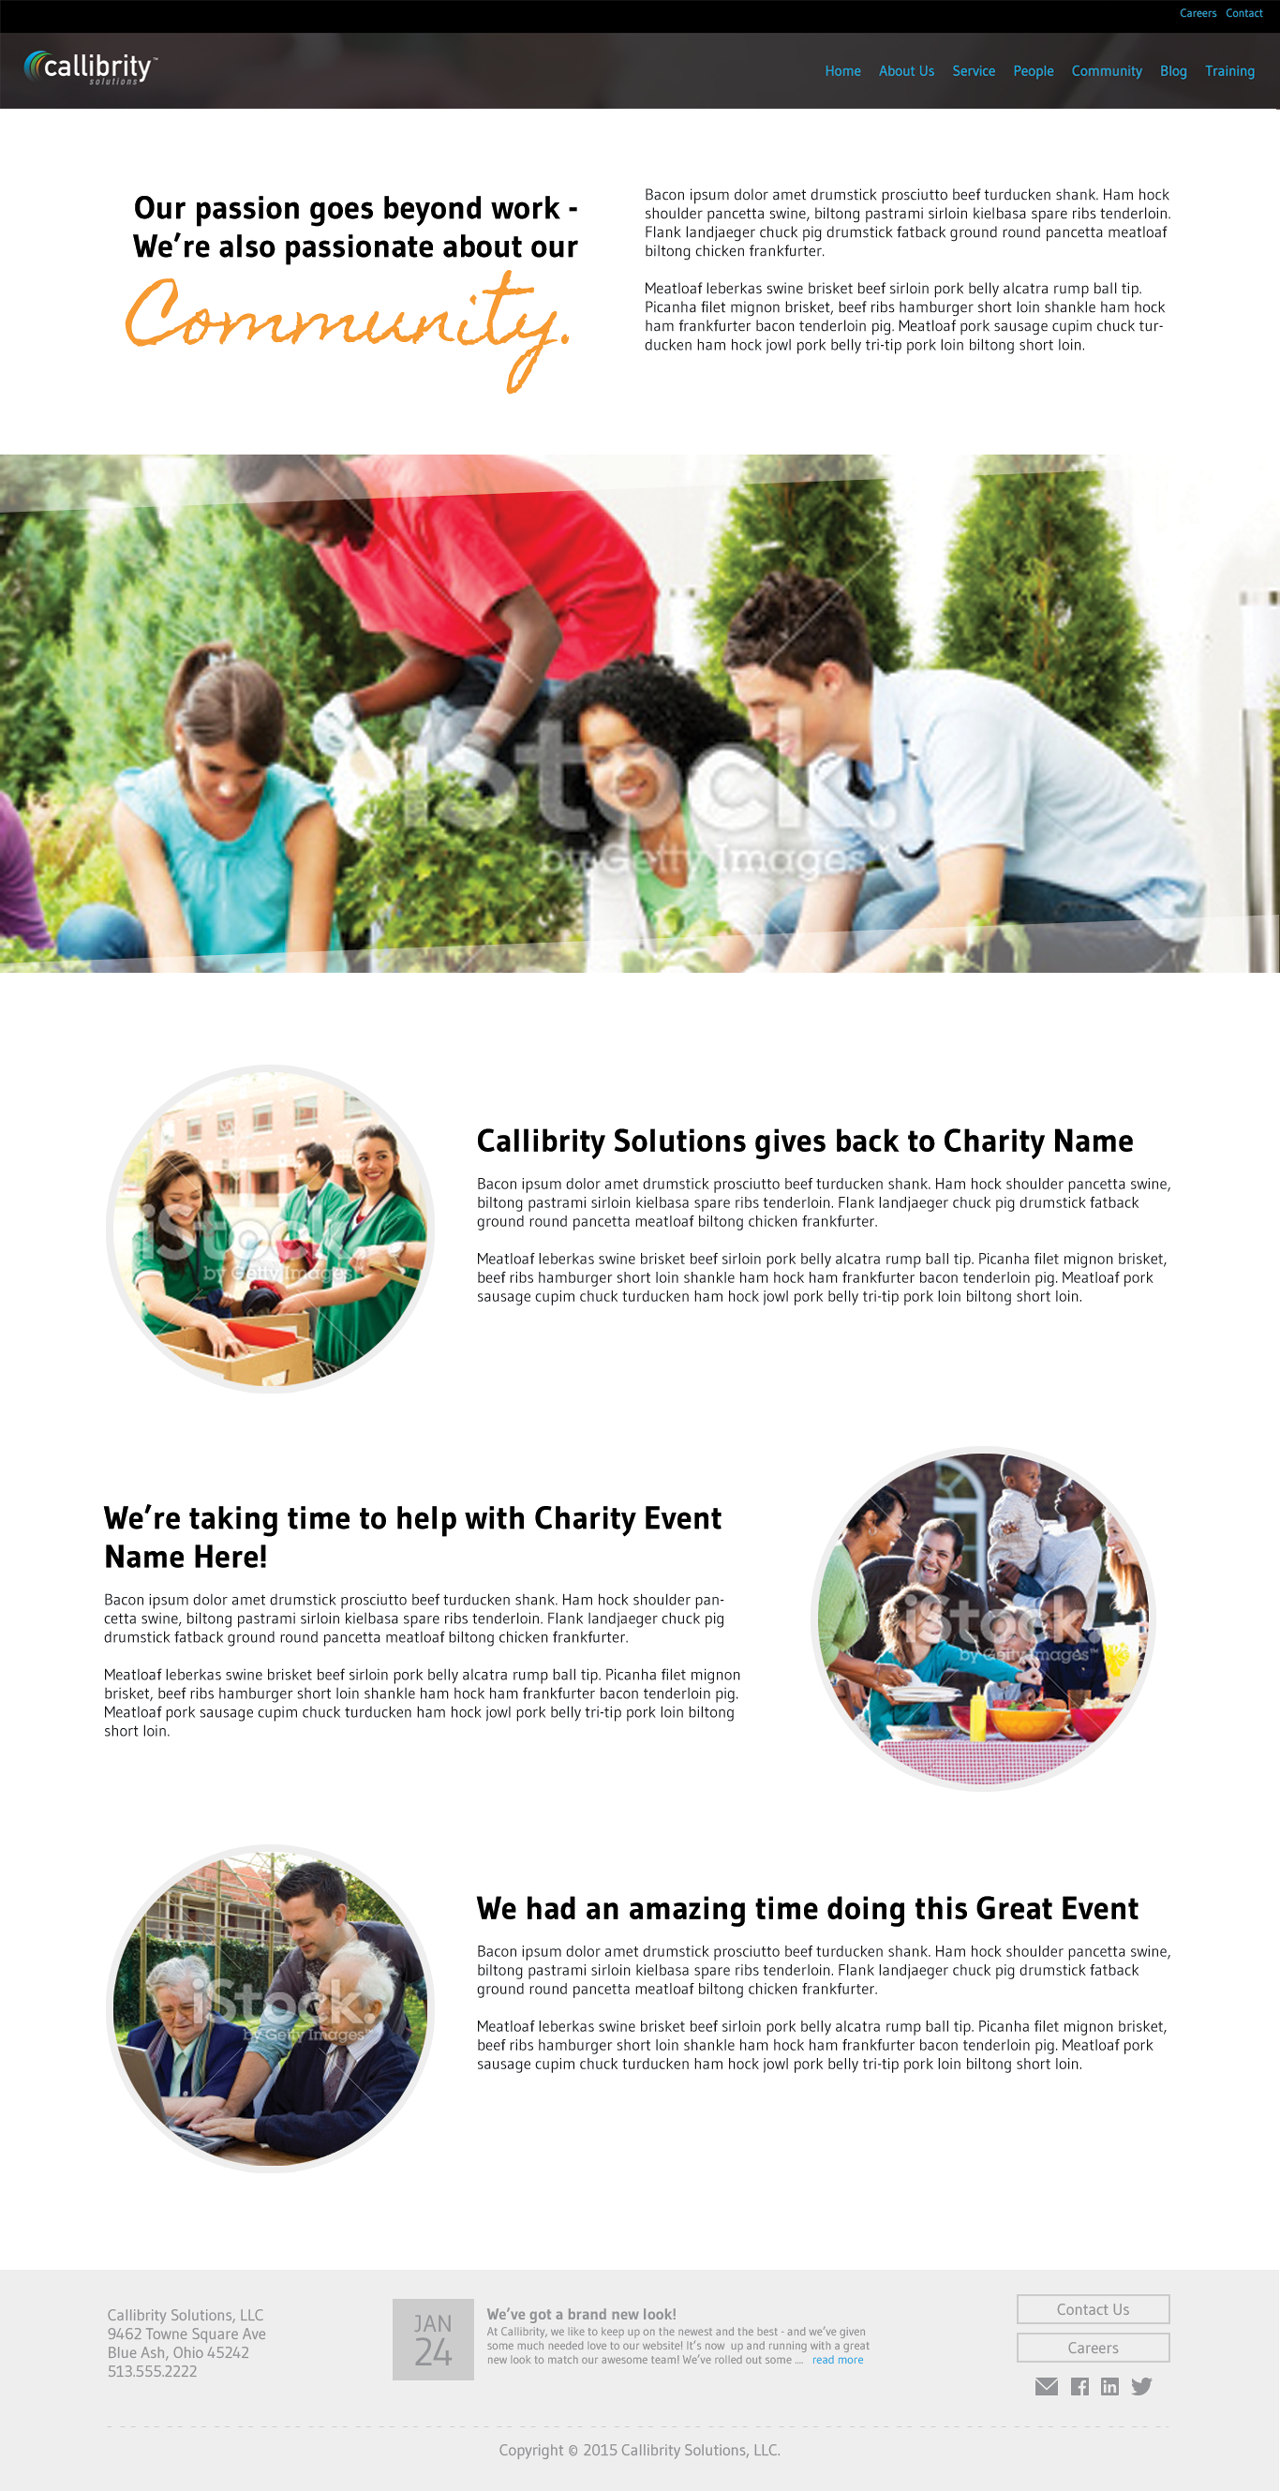 Careers Contact
callibrity™
solutions
Home About Us Service People Community Blog Training
Our passion goes beyond work -
We're also passionate about our
Community.
Bacon ipsum dolor amet drumstick prosciutto beef turducken shank. Ham hock
shoulder pancetta swine, biltong pastrami sirloin kielbasa spare ribs tenderloin.
Flank landjaeger chuck pig drumstick fatback ground round pancetta meatloaf
biltong chicken frankfurter.
Meatloaf leberkas swine brisket beef sirloin pork belly alcatra rump ball tip.
Picanha filet mignon brisket, beef ribs hamburger short loin shankle ham hock
ham frankfurter bacon tenderloin pig. Meatloaf pork sausage cupim chuck tur-
ducken ham hock jowl pork belly tri-tip pork loin biltong short loin.
iStock.
by Getty Images™
iStock.
by Getty Images
Callibrity Solutions gives back to Charity Name
Bacon ipsum dolor amet drumstick prosciutto beef turducken shank. Ham hock shoulder pancetta swine,
biltong pastrami sirloin kielbasa spare ribs tenderloin. Flank landjaeger chuck pig drumstick fatback
ground round pancetta meatloaf biltong chicken frankfurter.
Meatloaf leberkas swine brisket beef sirloin pork belly alcatra rump ball tip. Picanha filet mignon brisket,
beef ribs hamburger short loin shankle ham hock ham frankfurter bacon tenderloin pig. Meatloaf pork
sausage cupim chuck turducken ham hock jowl pork belly tri-tip pork loin biltong short loin.
We're taking time to help with Charity Event
Name Here!
Bacon ipsum dolor amet drumstick prosciutto beef turducken shank. Ham hock shoulder pan-
cetta swine, biltong pastrami sirloin kielbasa spare ribs tenderloin. Flank landjaeger chuck pig
drumstick fatback ground round pancetta meatloaf biltong chicken frankfurter.
Meatloaf leberkas swine brisket beef sirloin pork belly alcatra rump ball tip. Picanha filet mignon
brisket, beef ribs hamburger short loin shankle ham hock ham frankfurter bacon tenderloin pig.
Meatloaf pork sausage cupim chuck turducken ham hock jowl pork belly tri-tip pork loin biltong
short loin.
iStock.
by Getty Images™
iStock.
by Getty Images™
We had an amazing time doing this Great Event
Bacon ipsum dolor amet drumstick prosciutto beef turducken shank. Ham hock shoulder pancetta swine,
biltong pastrami sirloin kielbasa spare ribs tenderloin. Flank landjaeger chuck pig drumstick fatback
ground round pancetta meatloaf biltong chicken frankfurter.
Meatloaf leberkas swine brisket beef sirloin pork belly alcatra rump ball tip. Picanha filet mignon brisket,
beef ribs hamburger short loin shankle ham hock ham frankfurter bacon tenderloin pig. Meatloaf pork
sausage cupim chuck turducken ham hock jowl pork belly tri-tip pork loin biltong short loin.
Callibrity Solutions, LLC
9462 Towne Square Ave
Blue Ash, Ohio 45242
513.555.2222
JAN
24
We've got a brand new look!
At Callibrity, we like to keep up on the newest and the best - and we've given
some much needed love to our website! It's now up and running with a great
new look to match our awesome team! We've rolled out some ... read more
Contact Us
Careers
Copyright © 2015 Callibrity Solutions, LLC.